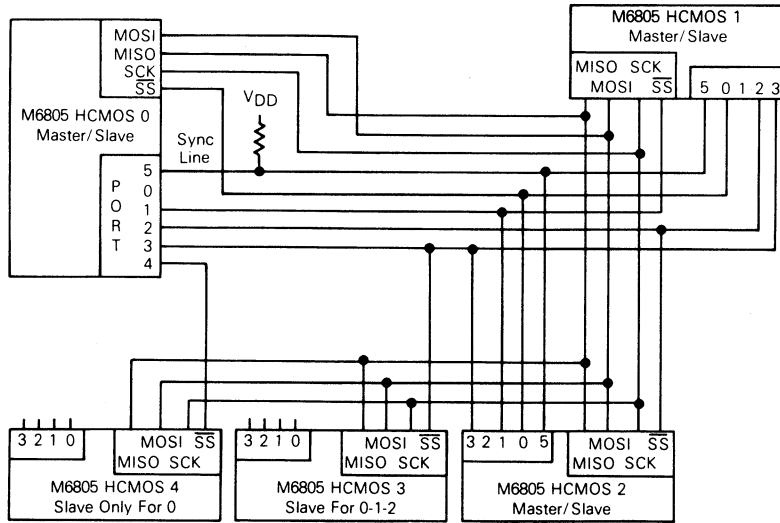 MOSI
MISO
SCK
SS
M6805 HCMOS 0
Master/Slave
PORT
5
0
1
2
3
4
Sync
Line
VDD
M6805 HCMOS 1
Master/Slave
MISO SCK
MOSI SS
5 0 1 2 3
3 2 1 0
MOSI SS
MISO SCK
M6805 HCMOS 4
Slave Only For 0
3 2 1 0
MOSI SS
MISO SCK
M6805 HCMOS 3
Slave For 0-1-2
3 2 1 0 5
MOSI SS
MISO SCK
M6805 HCMOS 2
Master/Slave